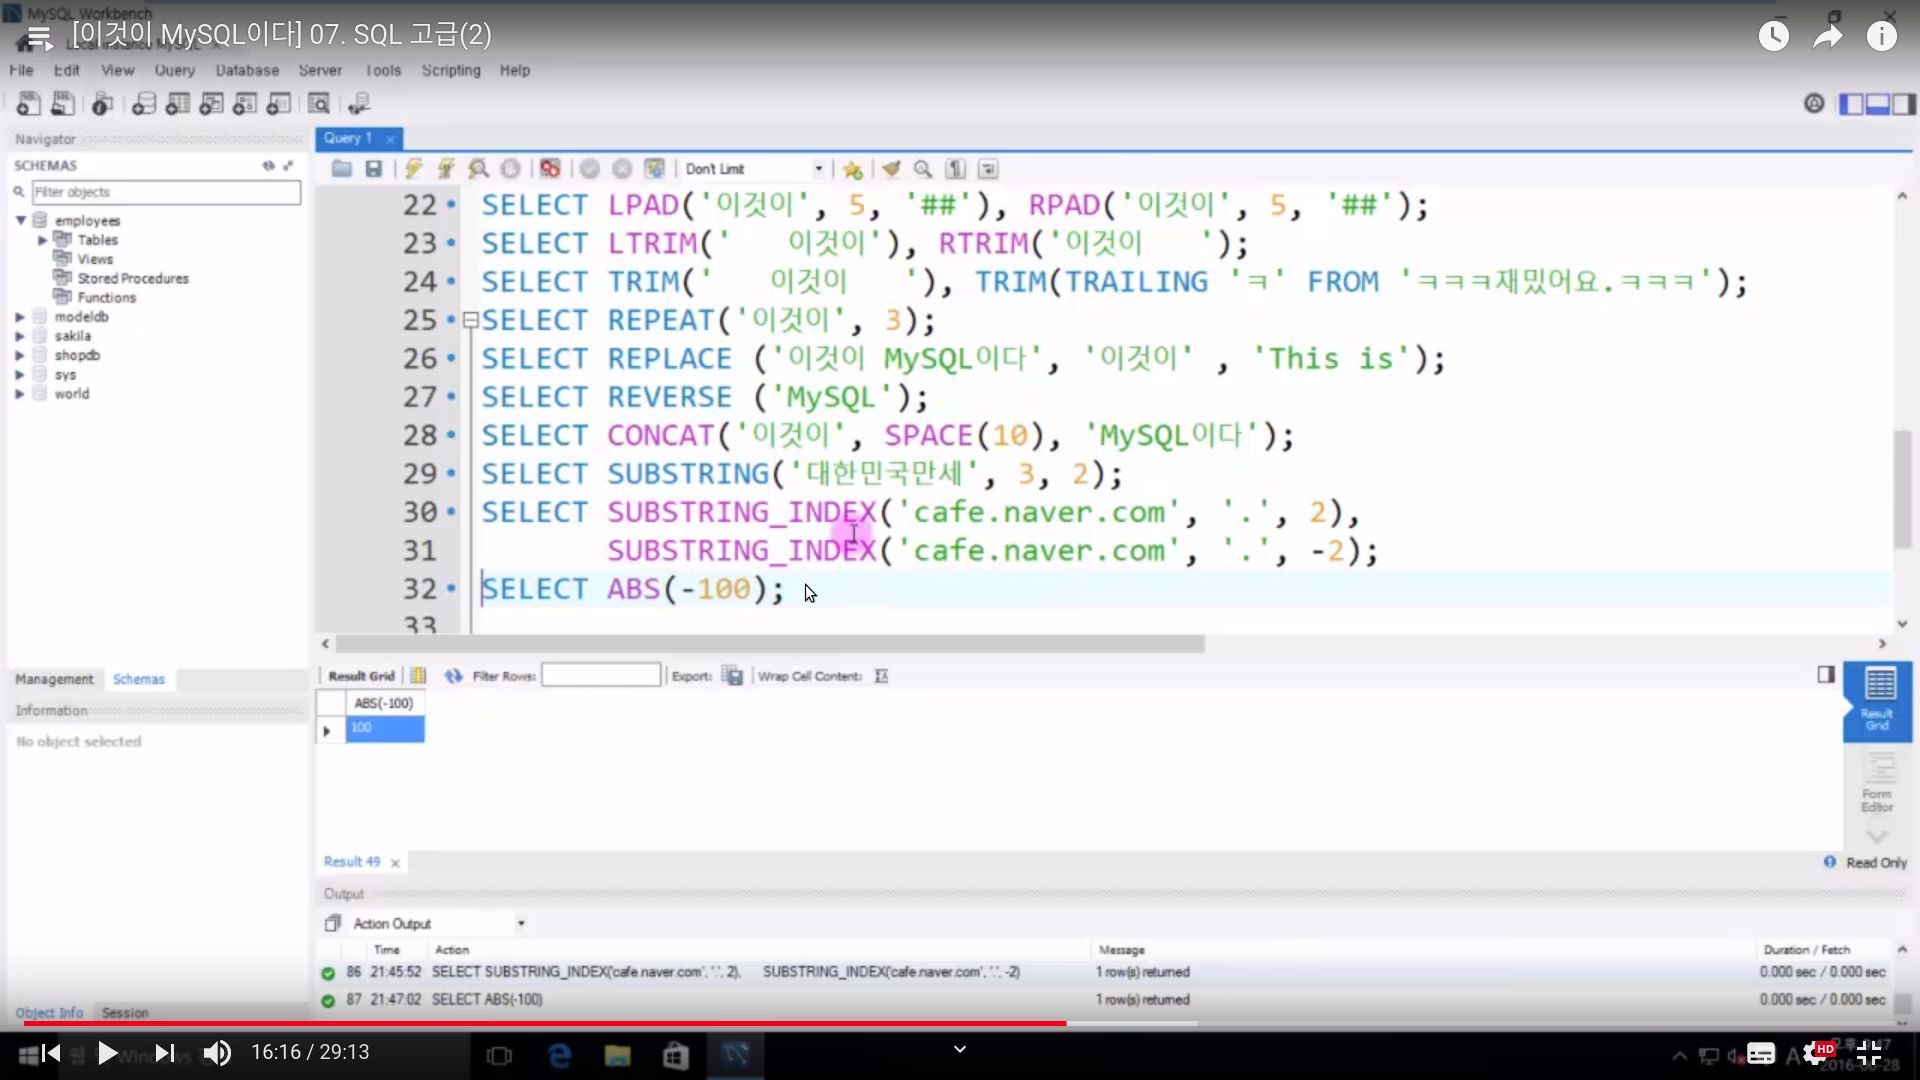 MySQL Workbench
[이것이 MySQL이다] 07. SQL 고급(2)
File Edit View Query Database Server Tools Scripting Help
Navigator
Query 1
SCHEMAS
Don't Limit
Filter objects
employees
Tables
Views
Stored Procedures
Functions
modeldb
sakila
shopdb
sys
world
22 SELECT LPAD('이것이', 5, '##'), RPAD('이것이', 5, '##');
23 SELECT LTRIM('   이것이'), RTRIM('이것이   ');
24 SELECT TRIM('   이것이   '), TRIM(TRAILING 'ㅋ' FROM 'ㅋㅋㅋ재밌어요.ㅋㅋㅋ');
25 SELECT REPEAT('이것이', 3);
26 SELECT REPLACE ('이것이 MySQL이다', '이것이' , 'This is');
27 SELECT REVERSE ('MySQL');
28 SELECT CONCAT('이것이', SPACE(10), 'MySQL이다');
29 SELECT SUBSTRING('대한민국만세', 3, 2);
30 SELECT SUBSTRING_INDEX('cafe.naver.com', '.', 2),
31 SUBSTRING_INDEX('cafe.naver.com', '.', -2);
32 SELECT ABS(-100);
33
Management Schemas
Information
No object selected
Result Grid Filter Rows: Export: Wrap Cell Content:
ABS(-100)
100
Result Grid
Form Editor
Result 49
Read Only
Output
Action Output
Time Action Message Duration / Fetch
86 21:45:52 SELECT SUBSTRING_INDEX('cafe.naver.com', '.', 2), SUBSTRING_INDEX('cafe.naver.com', '.', -2) 1 row(s) returned 0.000 sec / 0.000 sec
87 21:47:02 SELECT ABS(-100) 1 row(s) returned 0.000 sec / 0.000 sec
Object Info Session
16:16 / 29:13
HD